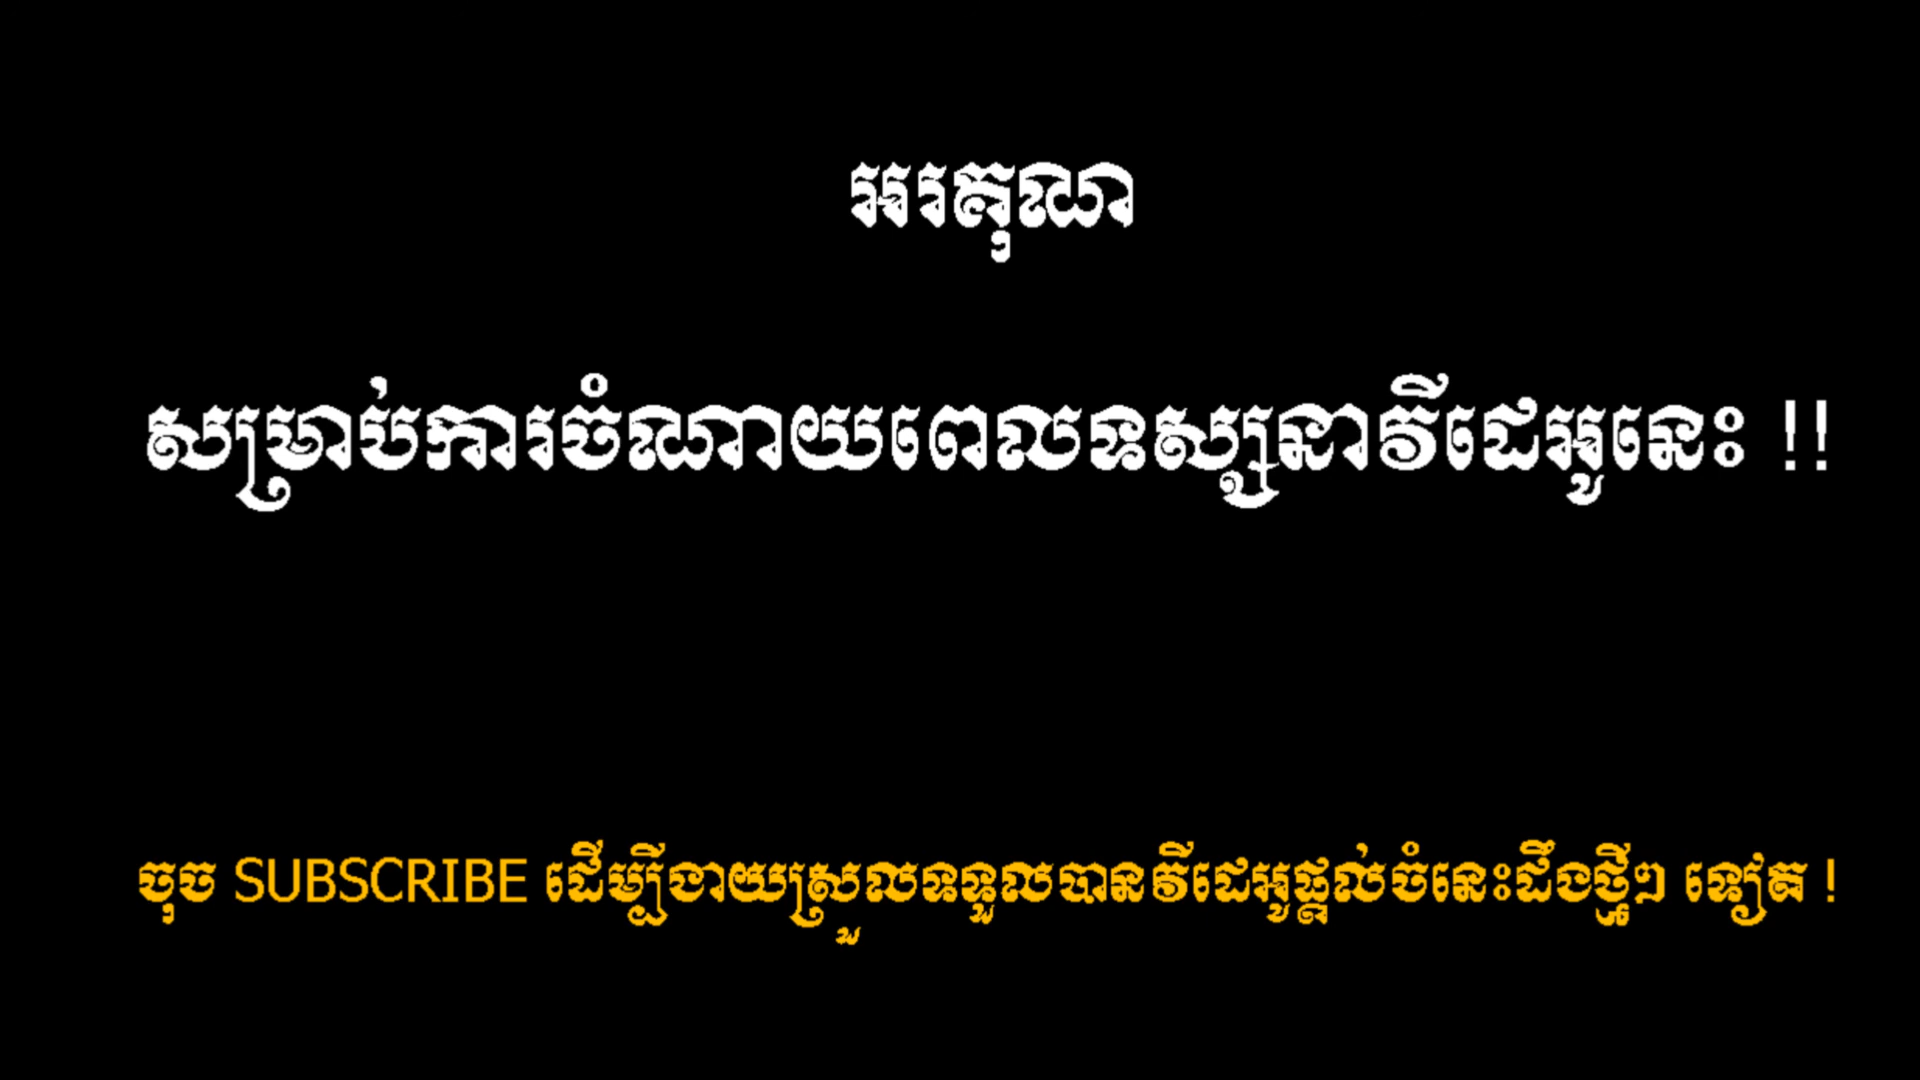 អរគុណ
សម្រាប់ការចំណាយពេលទស្សនាវីដេអូនេះ !!
ចុច SUBSCRIBE ដើម្បីងាយស្រួលទទួលបានវីដេអូផ្តល់ចំនេះដឹងថ្មីៗ ទៀត !